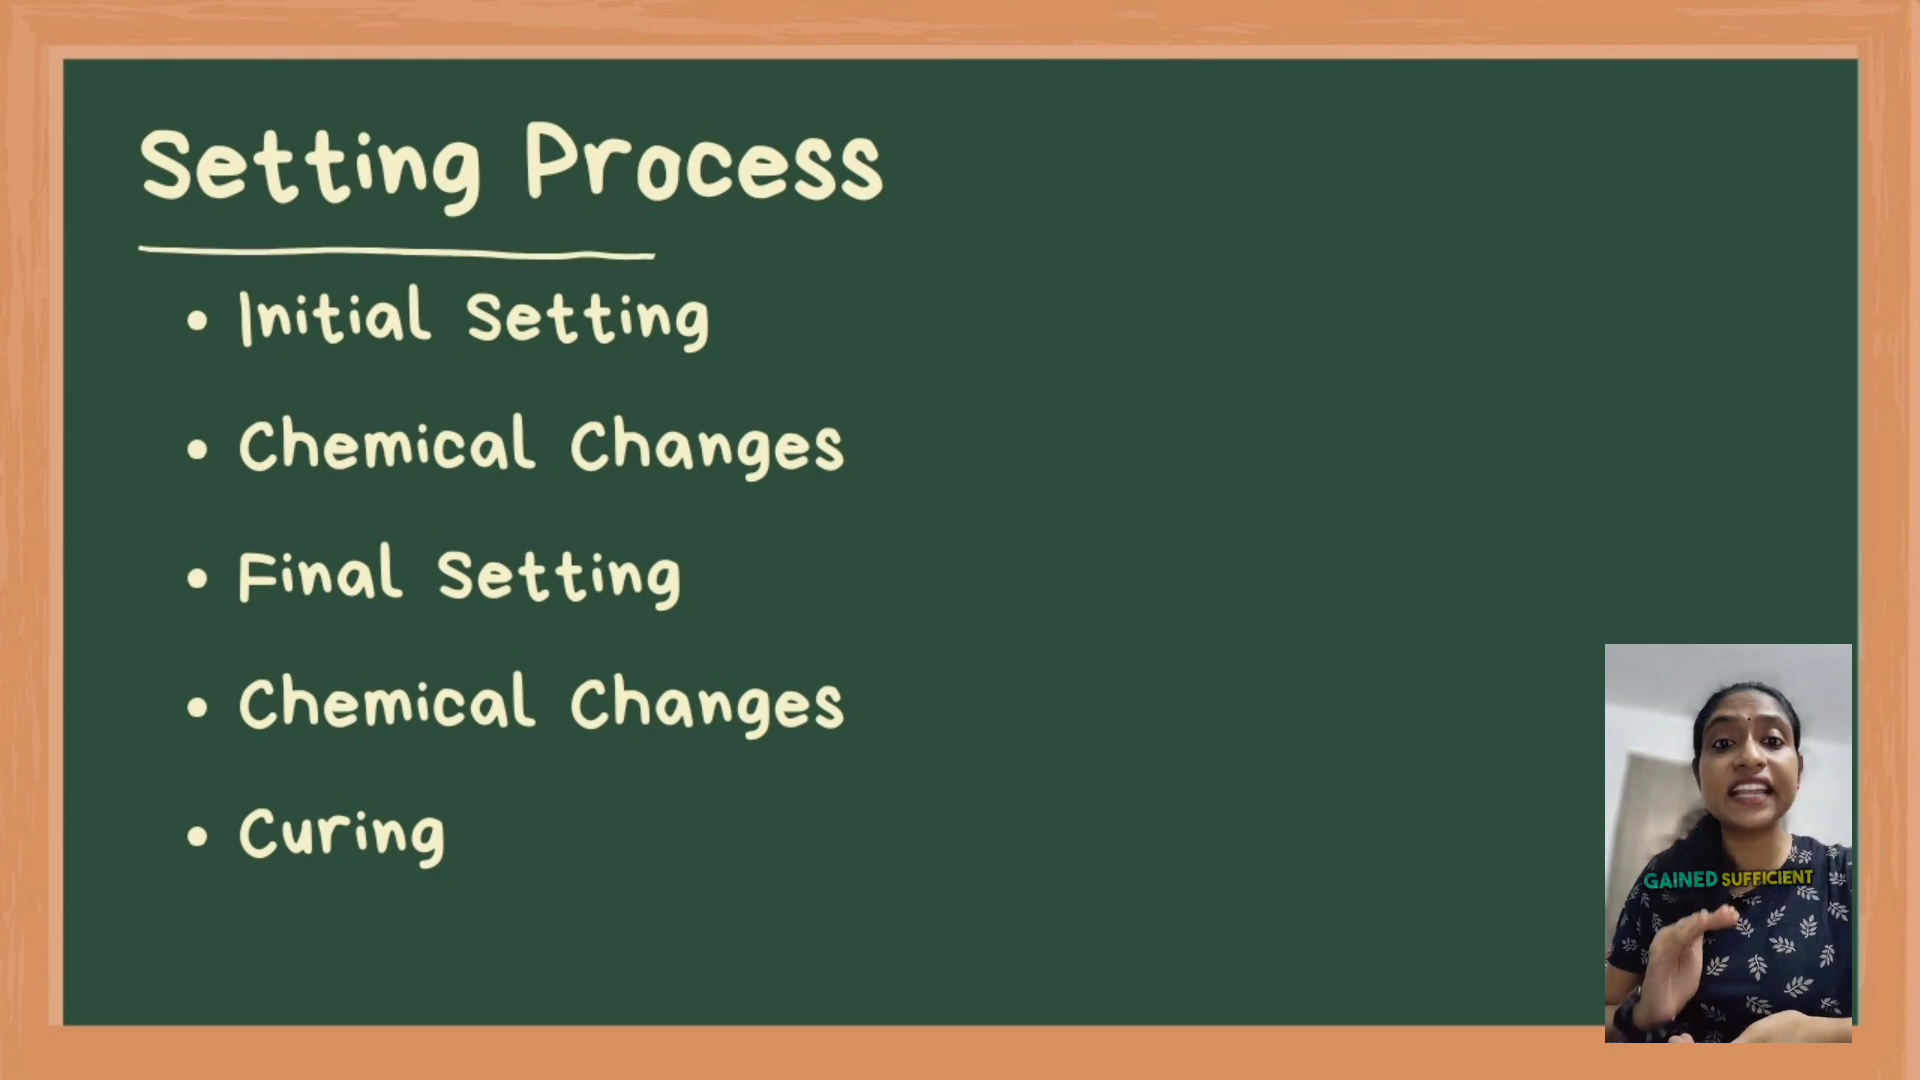 Setting Process
Initial Setting
Chemical Changes
Final Setting
Chemical Changes
Curing
GAINED SUFFICIENT